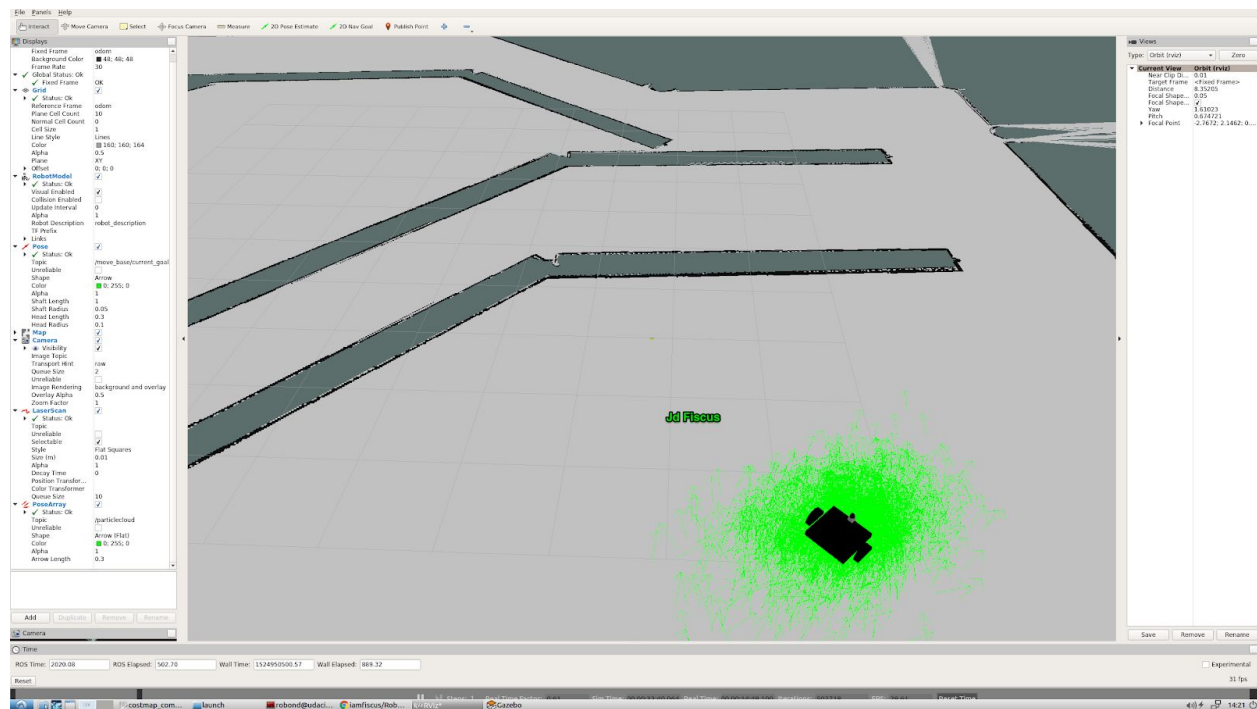 File Panels Help
Interact Move Camera Select Focus Camera Measure 2D Pose Estimate 2D Nav Goal Publish Point
Displays
Fixed Frame odom
Background Color 48; 48; 48
Frame Rate 30
Global Status: Ok
Fixed Frame OK
Grid
Status: Ok
Reference Frame odom
Plane Cell Count 10
Normal Cell Count 0
Cell Size 1
Line Style Lines
Color 160; 160; 164
Alpha 0.5
Plane XY
Offset 0; 0; 0
RobotModel
Status: Ok
Visual Enabled
Collision Enabled
Update Interval 0
Alpha 1
Robot Description robot_description
TF Prefix
Links
Pose
Status: Ok
Topic /move_base/current_goal
Unreliable
Shape Arrow
Color 0; 255; 0
Alpha 1
Shaft Length 1
Shaft Radius 0.05
Head Length 0.3
Head Radius 0.1
Map
Camera
Visibility
Image Topic
Transport Hint raw
Queue Size 2
Unreliable
Image Rendering background and overlay
Overlay Alpha 0.5
Zoom Factor 1
LaserScan
Status: Ok
Topic
Unreliable
Selectable
Style Flat Squares
Size (m) 0.01
Alpha 1
Decay Time 0
Position Transfor...
Color Transformer
Queue Size 10
PoseArray
Status: Ok
Topic /particlecloud
Unreliable
Shape Arrow (Flat)
Color 0; 255; 0
Alpha 1
Arrow Length 0.3
Add Duplicate Remove Rename
Camera
Jd Fiscus
Views
Type: Orbit (rviz) Zero
Current View Orbit (rviz)
Near Clip Di... 0.01
Target Frame <Fixed Frame>
Distance 8.35205
Focal Shape... 0.05
Focal Shape...
Yaw 1.61023
Pitch 0.674721
Focal Point -2.7672; 2.1462; 0....
Save Remove Rename
Time
ROS Time: 2020.08 ROS Elapsed: 502.70 Wall Time: 1524950500.57 Wall Elapsed: 889.32 Experimental
Reset 31 fps
costmap_com... launch robond@udaci... iamfiscus/Rob... RViz* Gazebo 14:21